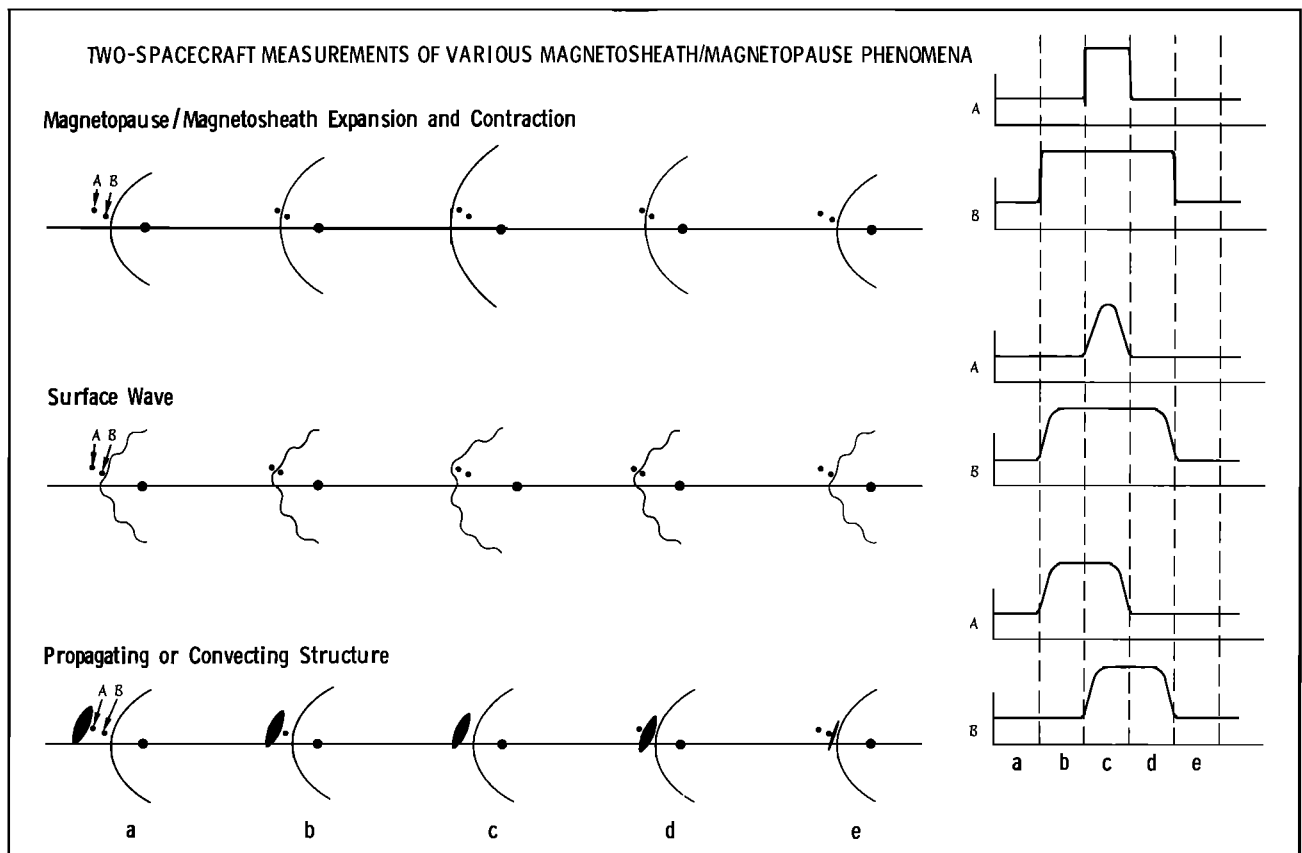 TWO-SPACECRAFT MEASUREMENTS OF VARIOUS MAGNETOSHEATH/MAGNETOPAUSE PHENOMENA
Magnetopause/Magnetosheath Expansion and Contraction
A B
A
B
Surface Wave
A B
A
B
Propagating or Convecting Structure
A B
A
B
a b c d e
a b c d e